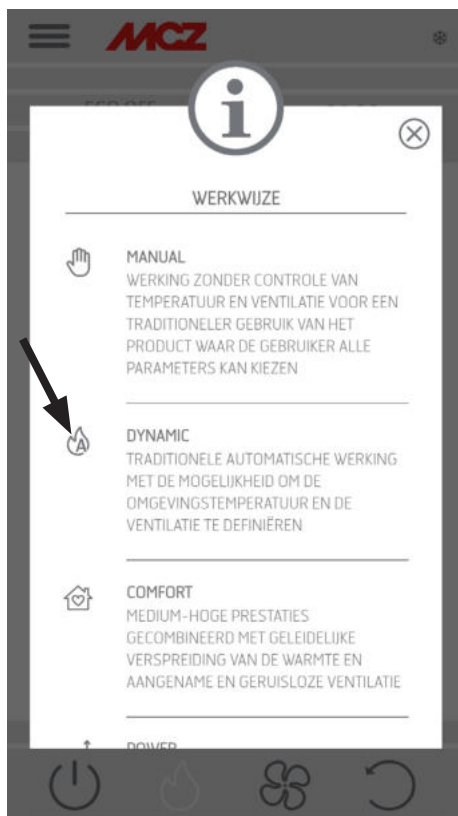 MCZ
WERKWIJZE
MANUAL
WERKING ZONDER CONTROLE VAN
TEMPERATUUR EN VENTILATIE VOOR EEN
TRADITIONELER GEBRUIK VAN HET
PRODUCT WAAR DE GEBRUIKER ALLE
PARAMETERS KAN KIEZEN
DYNAMIC
TRADITIONELE AUTOMATISCHE WERKING
MET DE MOGELIJKHEID OM DE
OMGEVINGSTEMPERATUUR EN DE
VENTILATIE TE DEFINIËREN
COMFORT
MEDIUM-HOGE PRESTATIES
GECOMBINEERD MET GELEIDELIJKE
VERSPREIDING VAN DE WARMTE EN
AANGENAME EN GERUISLOZE VENTILATIE
POWER